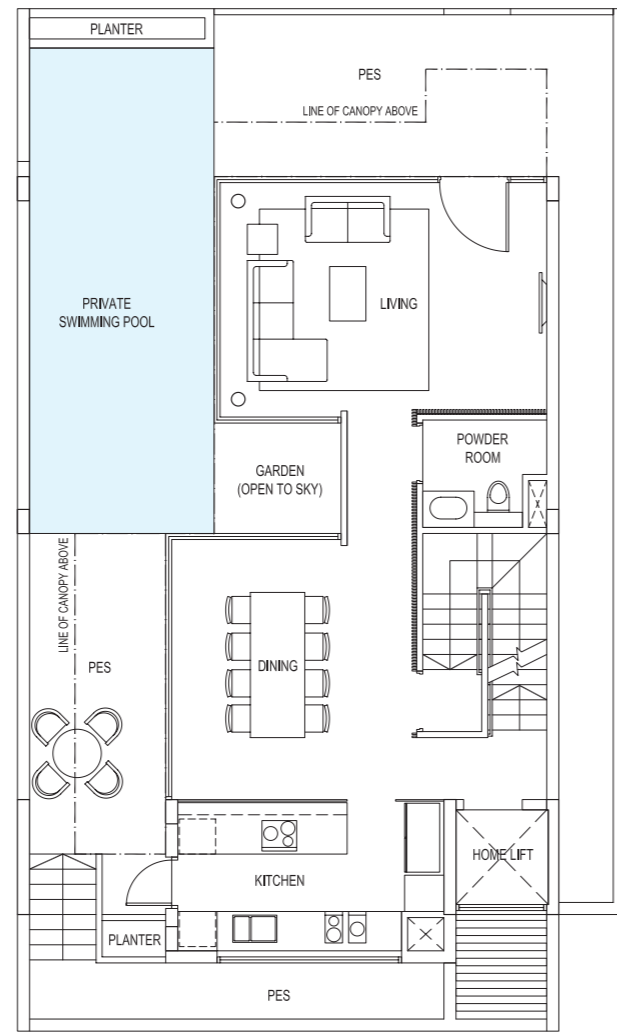 PLANTER
PES
LINE OF CANOPY ABOVE
PRIVATE
SWIMMING POOL
LIVING
POWDER
ROOM
GARDEN
(OPEN TO SKY)
LINE OF CANOPY ABOVE
PES
DINING
HOME LIFT
KITCHEN
PLANTER
PES